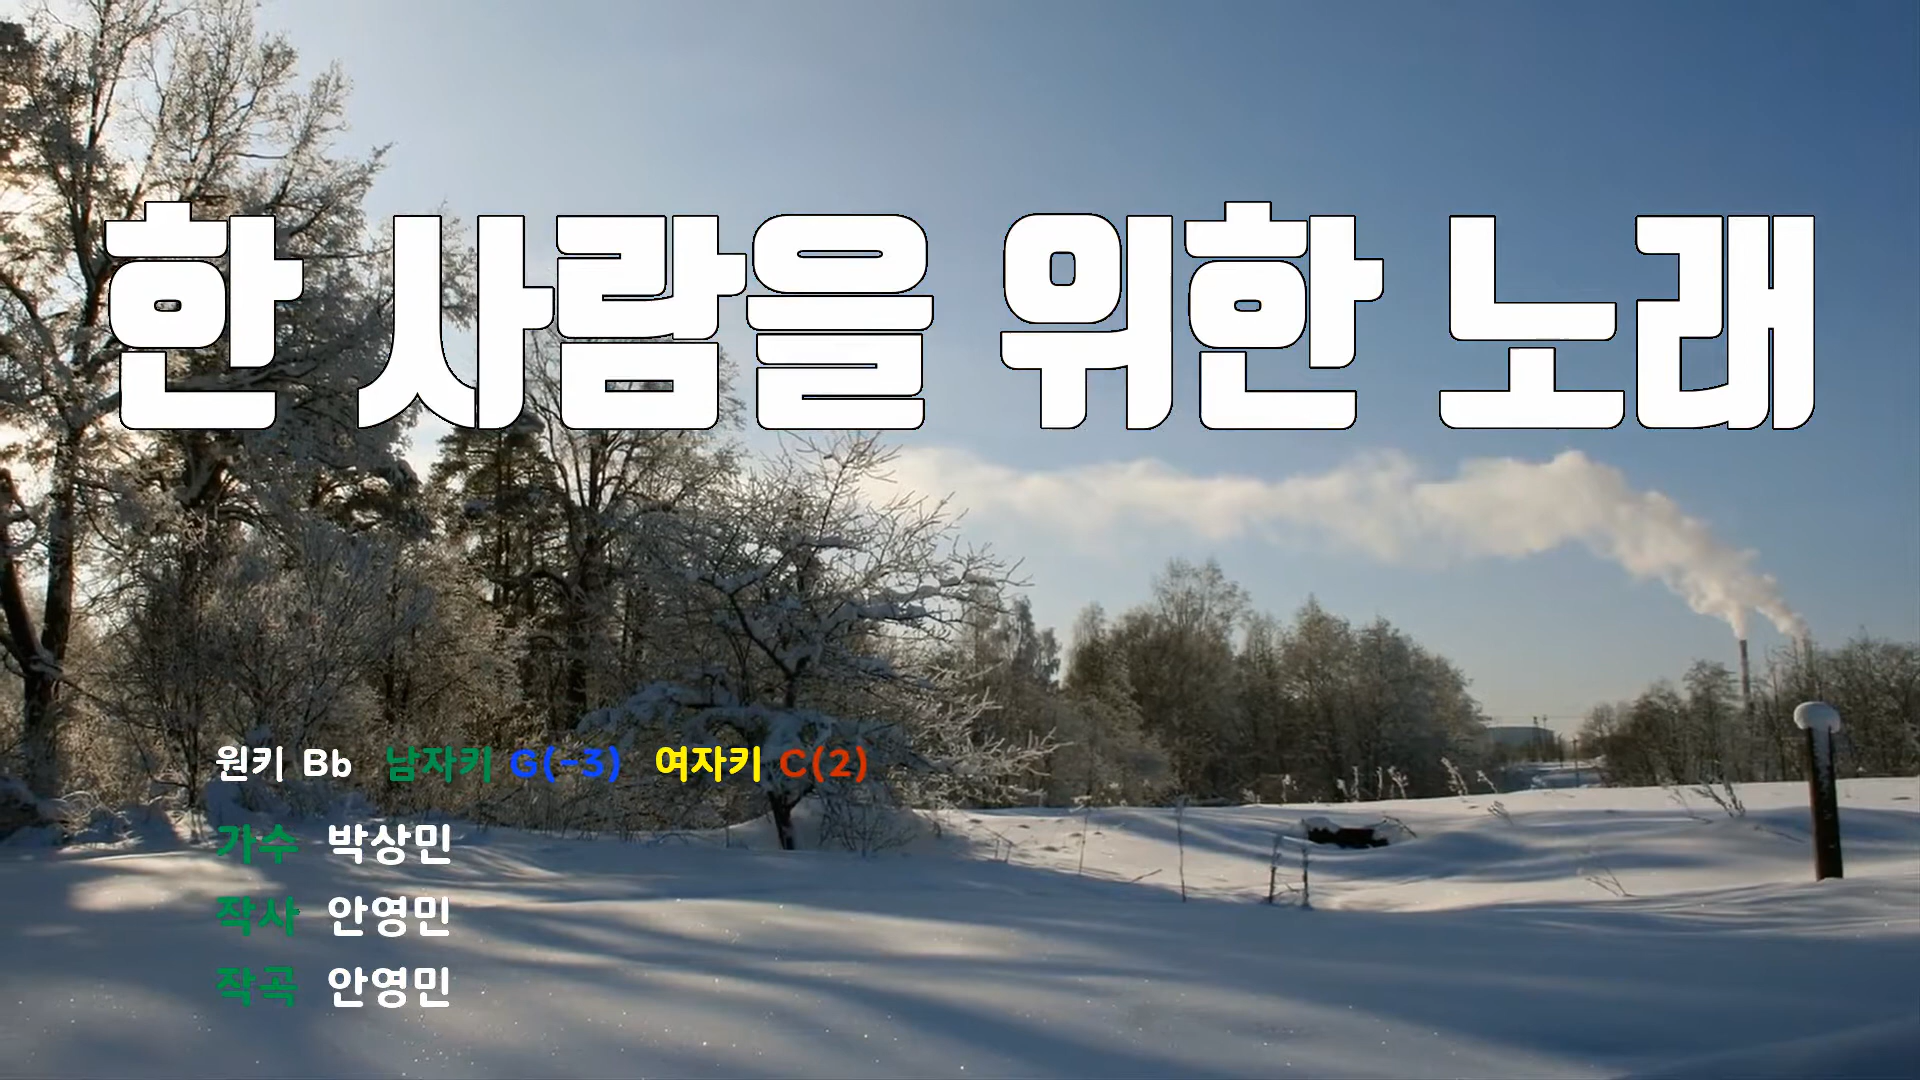 한 사람을 위한 노래
원키 Bb 남자키 G(-3) 여자키 C(2)
가수 박상민
작사 안영민
작곡 안영민